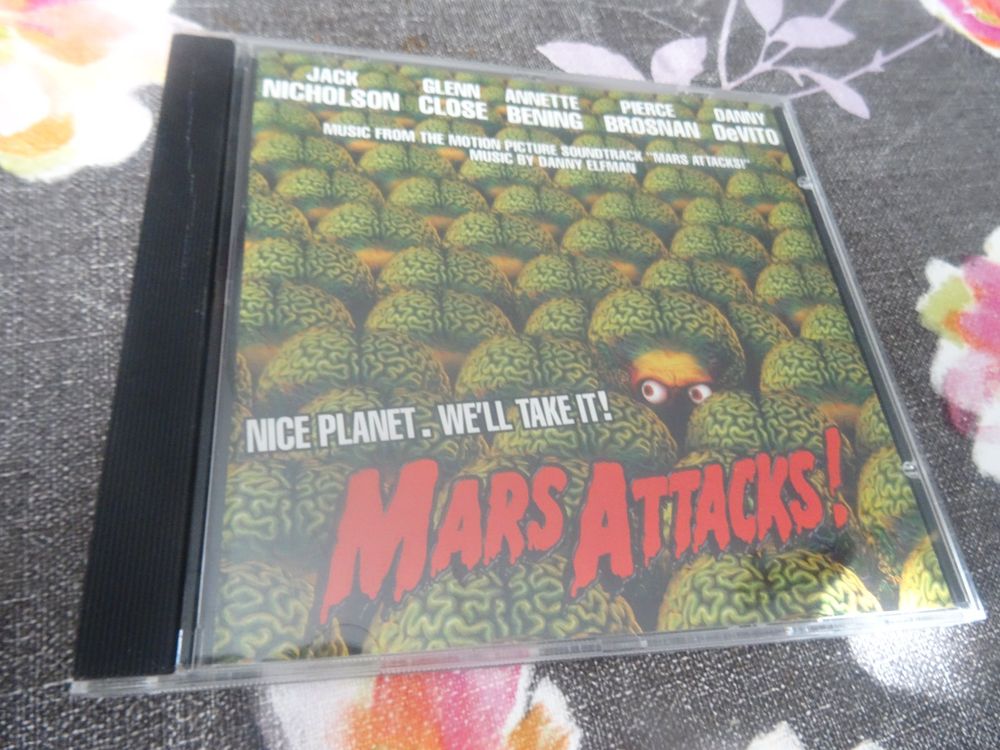 JACK NICHOLSON
GLENN CLOSE
ANNETTE BENING
PIERCE BROSNAN
DANNY DeVITO
MUSIC FROM THE MOTION PICTURE SOUNDTRACK "MARS ATTACKS!"
MUSIC BY DANNY ELFMAN
NICE PLANET. WE'LL TAKE IT!
MARS ATTACKS!